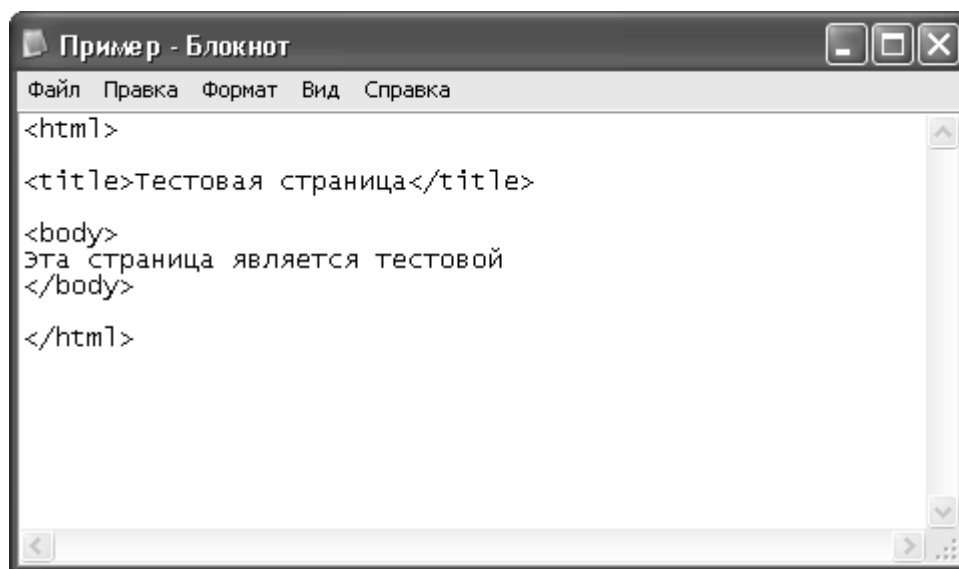 Пример - Блокнот
Файл Правка Формат Вид Справка
<html>
<title>Тестовая страница</title>
<body>
Эта страница является тестовой
</body>
</html>